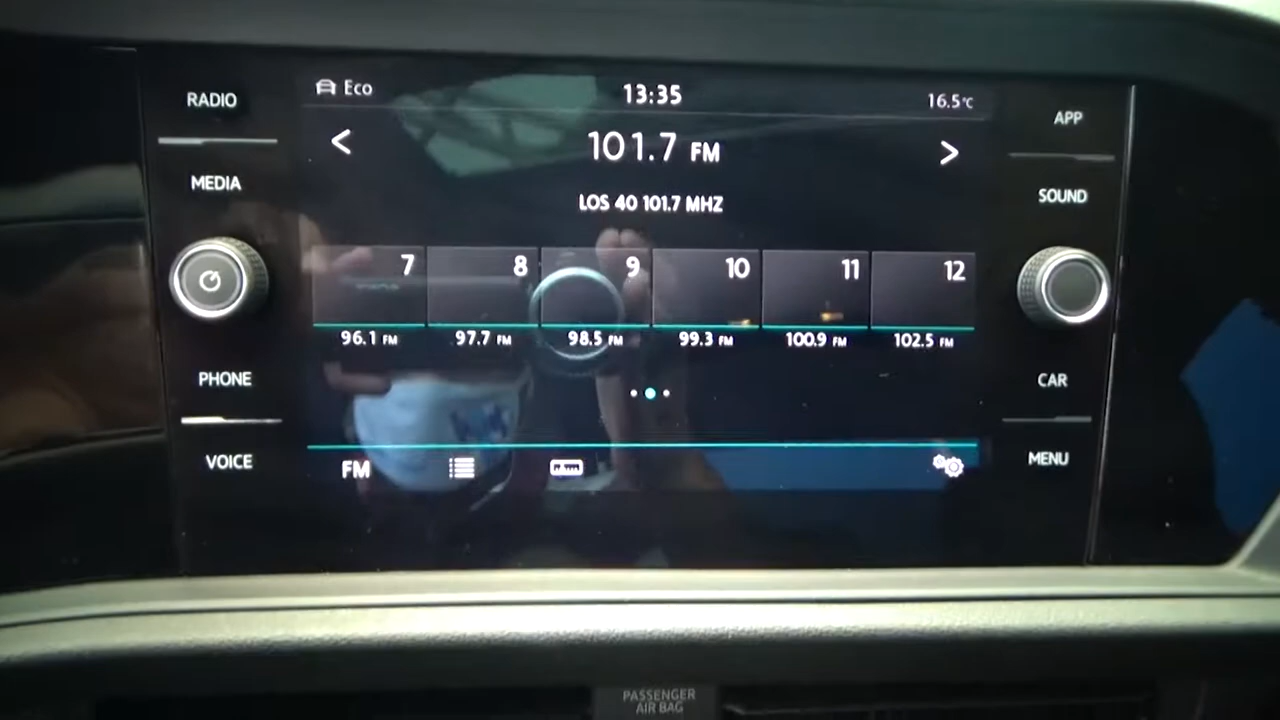 RADIO
MEDIA
PHONE
VOICE
Eco
13:35
16.5°C
< 101.7 FM >
LOS 40 101.7 MHZ
7 8 9 10 11 12
96.1 FM 97.7 FM 98.5 FM 99.3 FM 100.9 FM 102.5 FM
FM
APP
SOUND
CAR
MENU
PASSENGER
AIR BAG